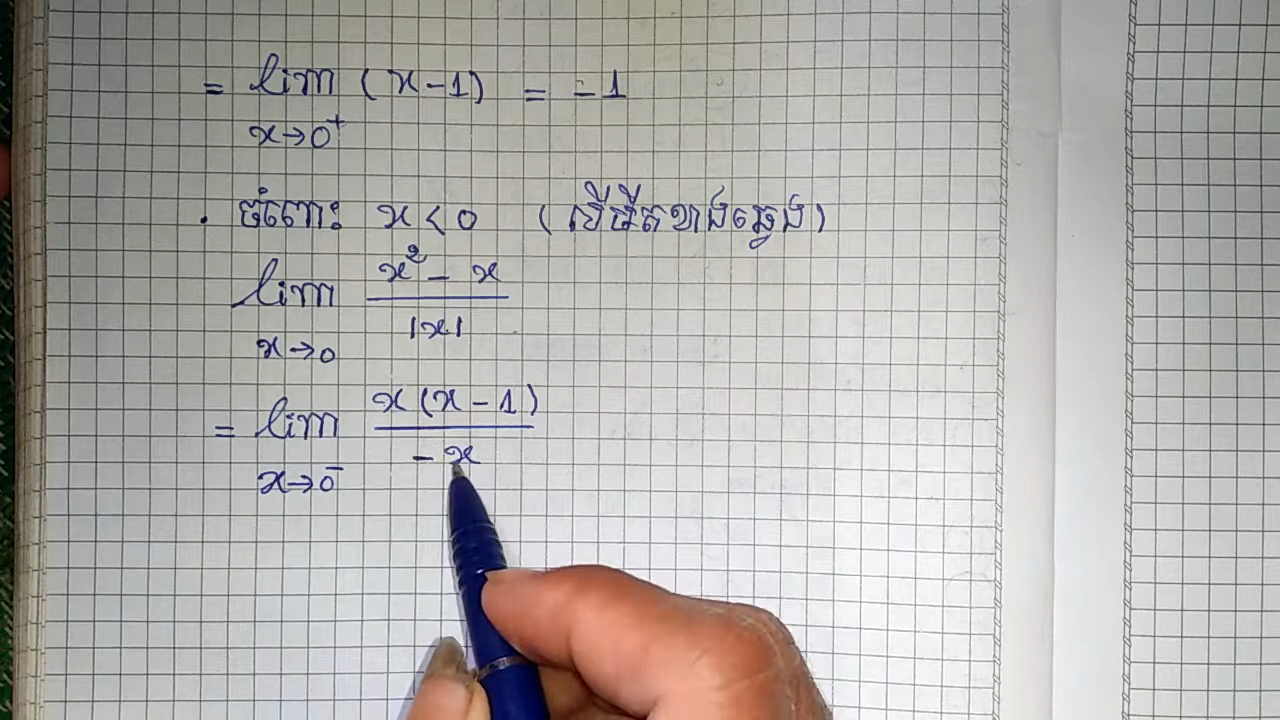 = lim (x-1) = -1
x→0⁺
. ចំពោះ x < 0 (លីមីតខាងឆ្វេង)
lim x² - x
|x|
x→0
= lim x(x-1)
- x
x→0⁻